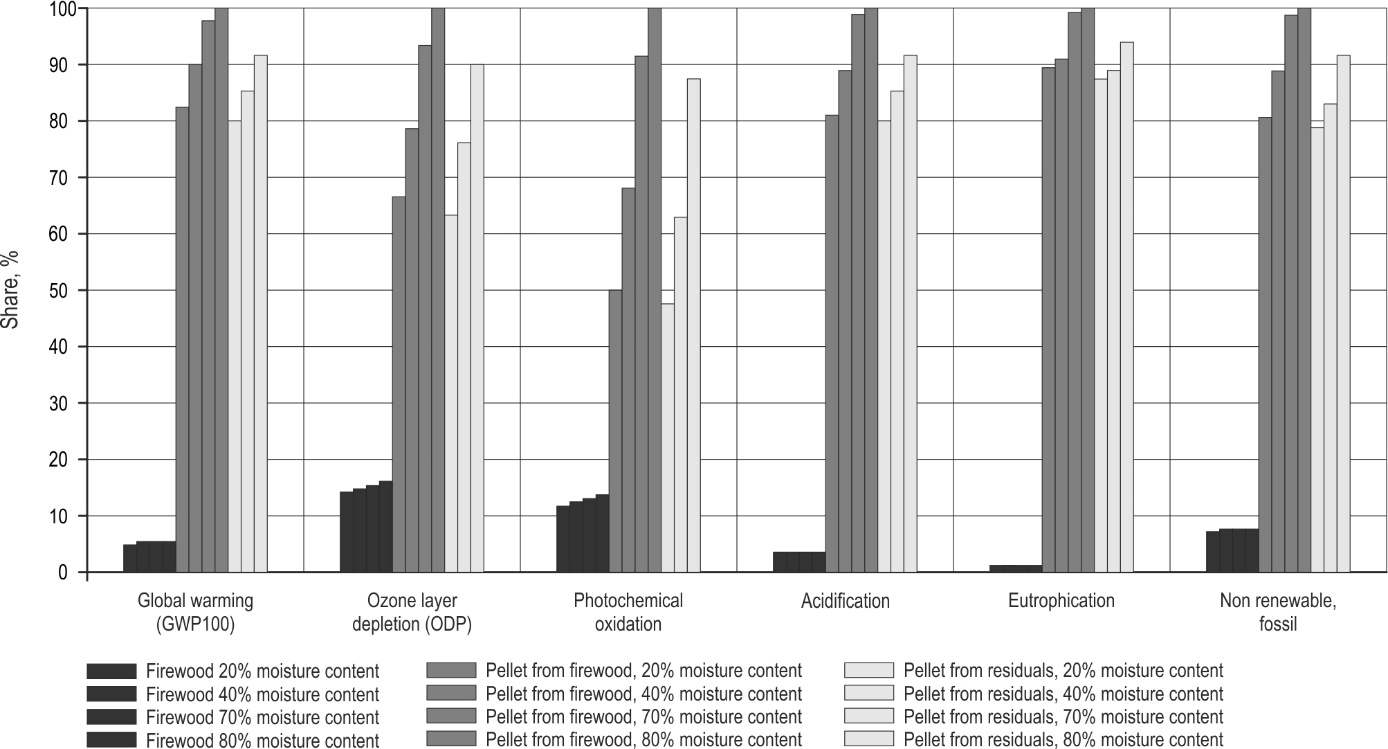 Share, %
100
90
80
70
60
50
40
30
20
10
0
Global warming
(GWP100)
Ozone layer
depletion (ODP)
Photochemical
oxidation
Acidification
Eutrophication
Non renewable,
fossil
Firewood 20% moisture content
Firewood 40% moisture content
Firewood 70% moisture content
Firewood 80% moisture content
Pellet from firewood, 20% moisture content
Pellet from firewood, 40% moisture content
Pellet from firewood, 70% moisture content
Pellet from firewood, 80% moisture content
Pellet from residuals, 20% moisture content
Pellet from residuals, 40% moisture content
Pellet from residuals, 70% moisture content
Pellet from residuals, 80% moisture content